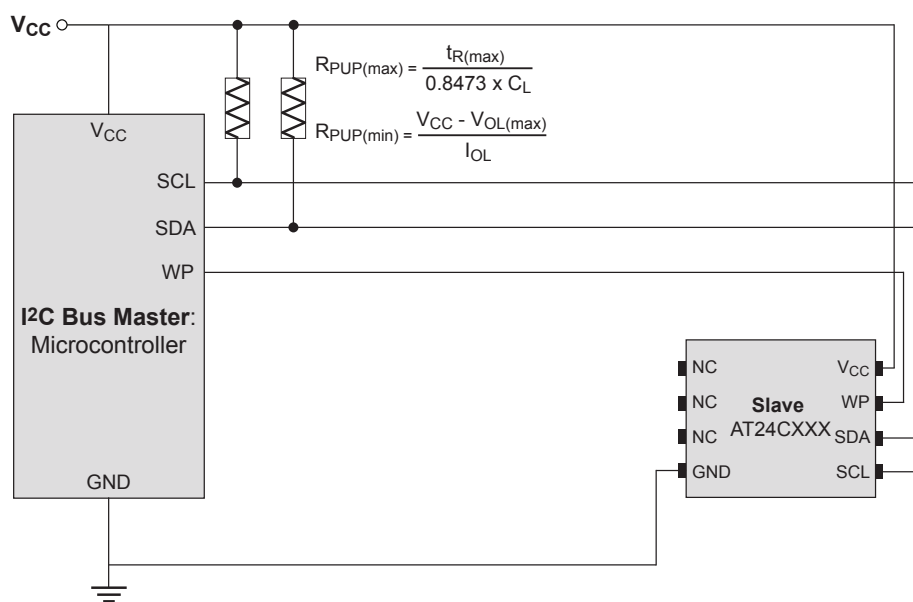 VCC
RPUP(max) = tR(max) / 0.8473 x CL
RPUP(min) = VCC - VOL(max) / IOL
VCC
SCL
SDA
WP
I²C Bus Master:
Microcontroller
GND
NC
NC
NC
GND
Slave
AT24CXXX
VCC
WP
SDA
SCL